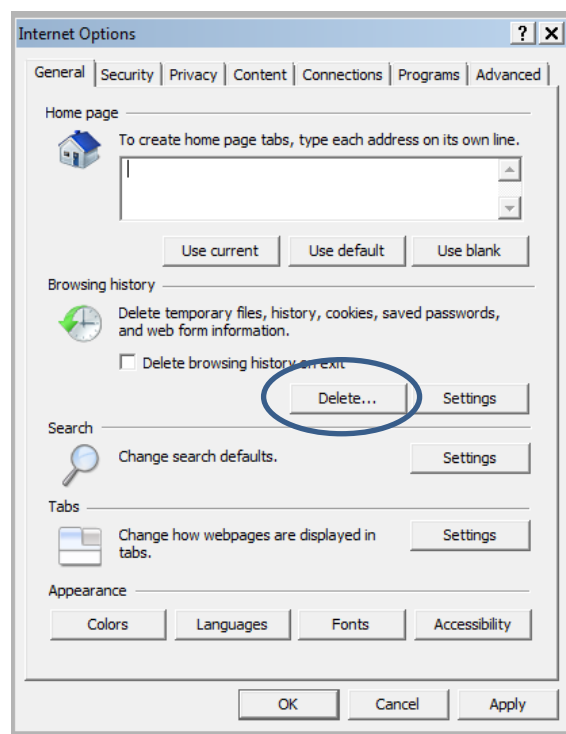 Internet Options
? X
General Security Privacy Content Connections Programs Advanced
Home page
To create home page tabs, type each address on its own line.
Use current Use default Use blank
Browsing history
Delete temporary files, history, cookies, saved passwords,
and web form information.
Delete browsing history on exit
Delete... Settings
Search
Change search defaults. Settings
Tabs
Change how webpages are displayed in Settings
tabs.
Appearance
Colors Languages Fonts Accessibility
OK Cancel Apply